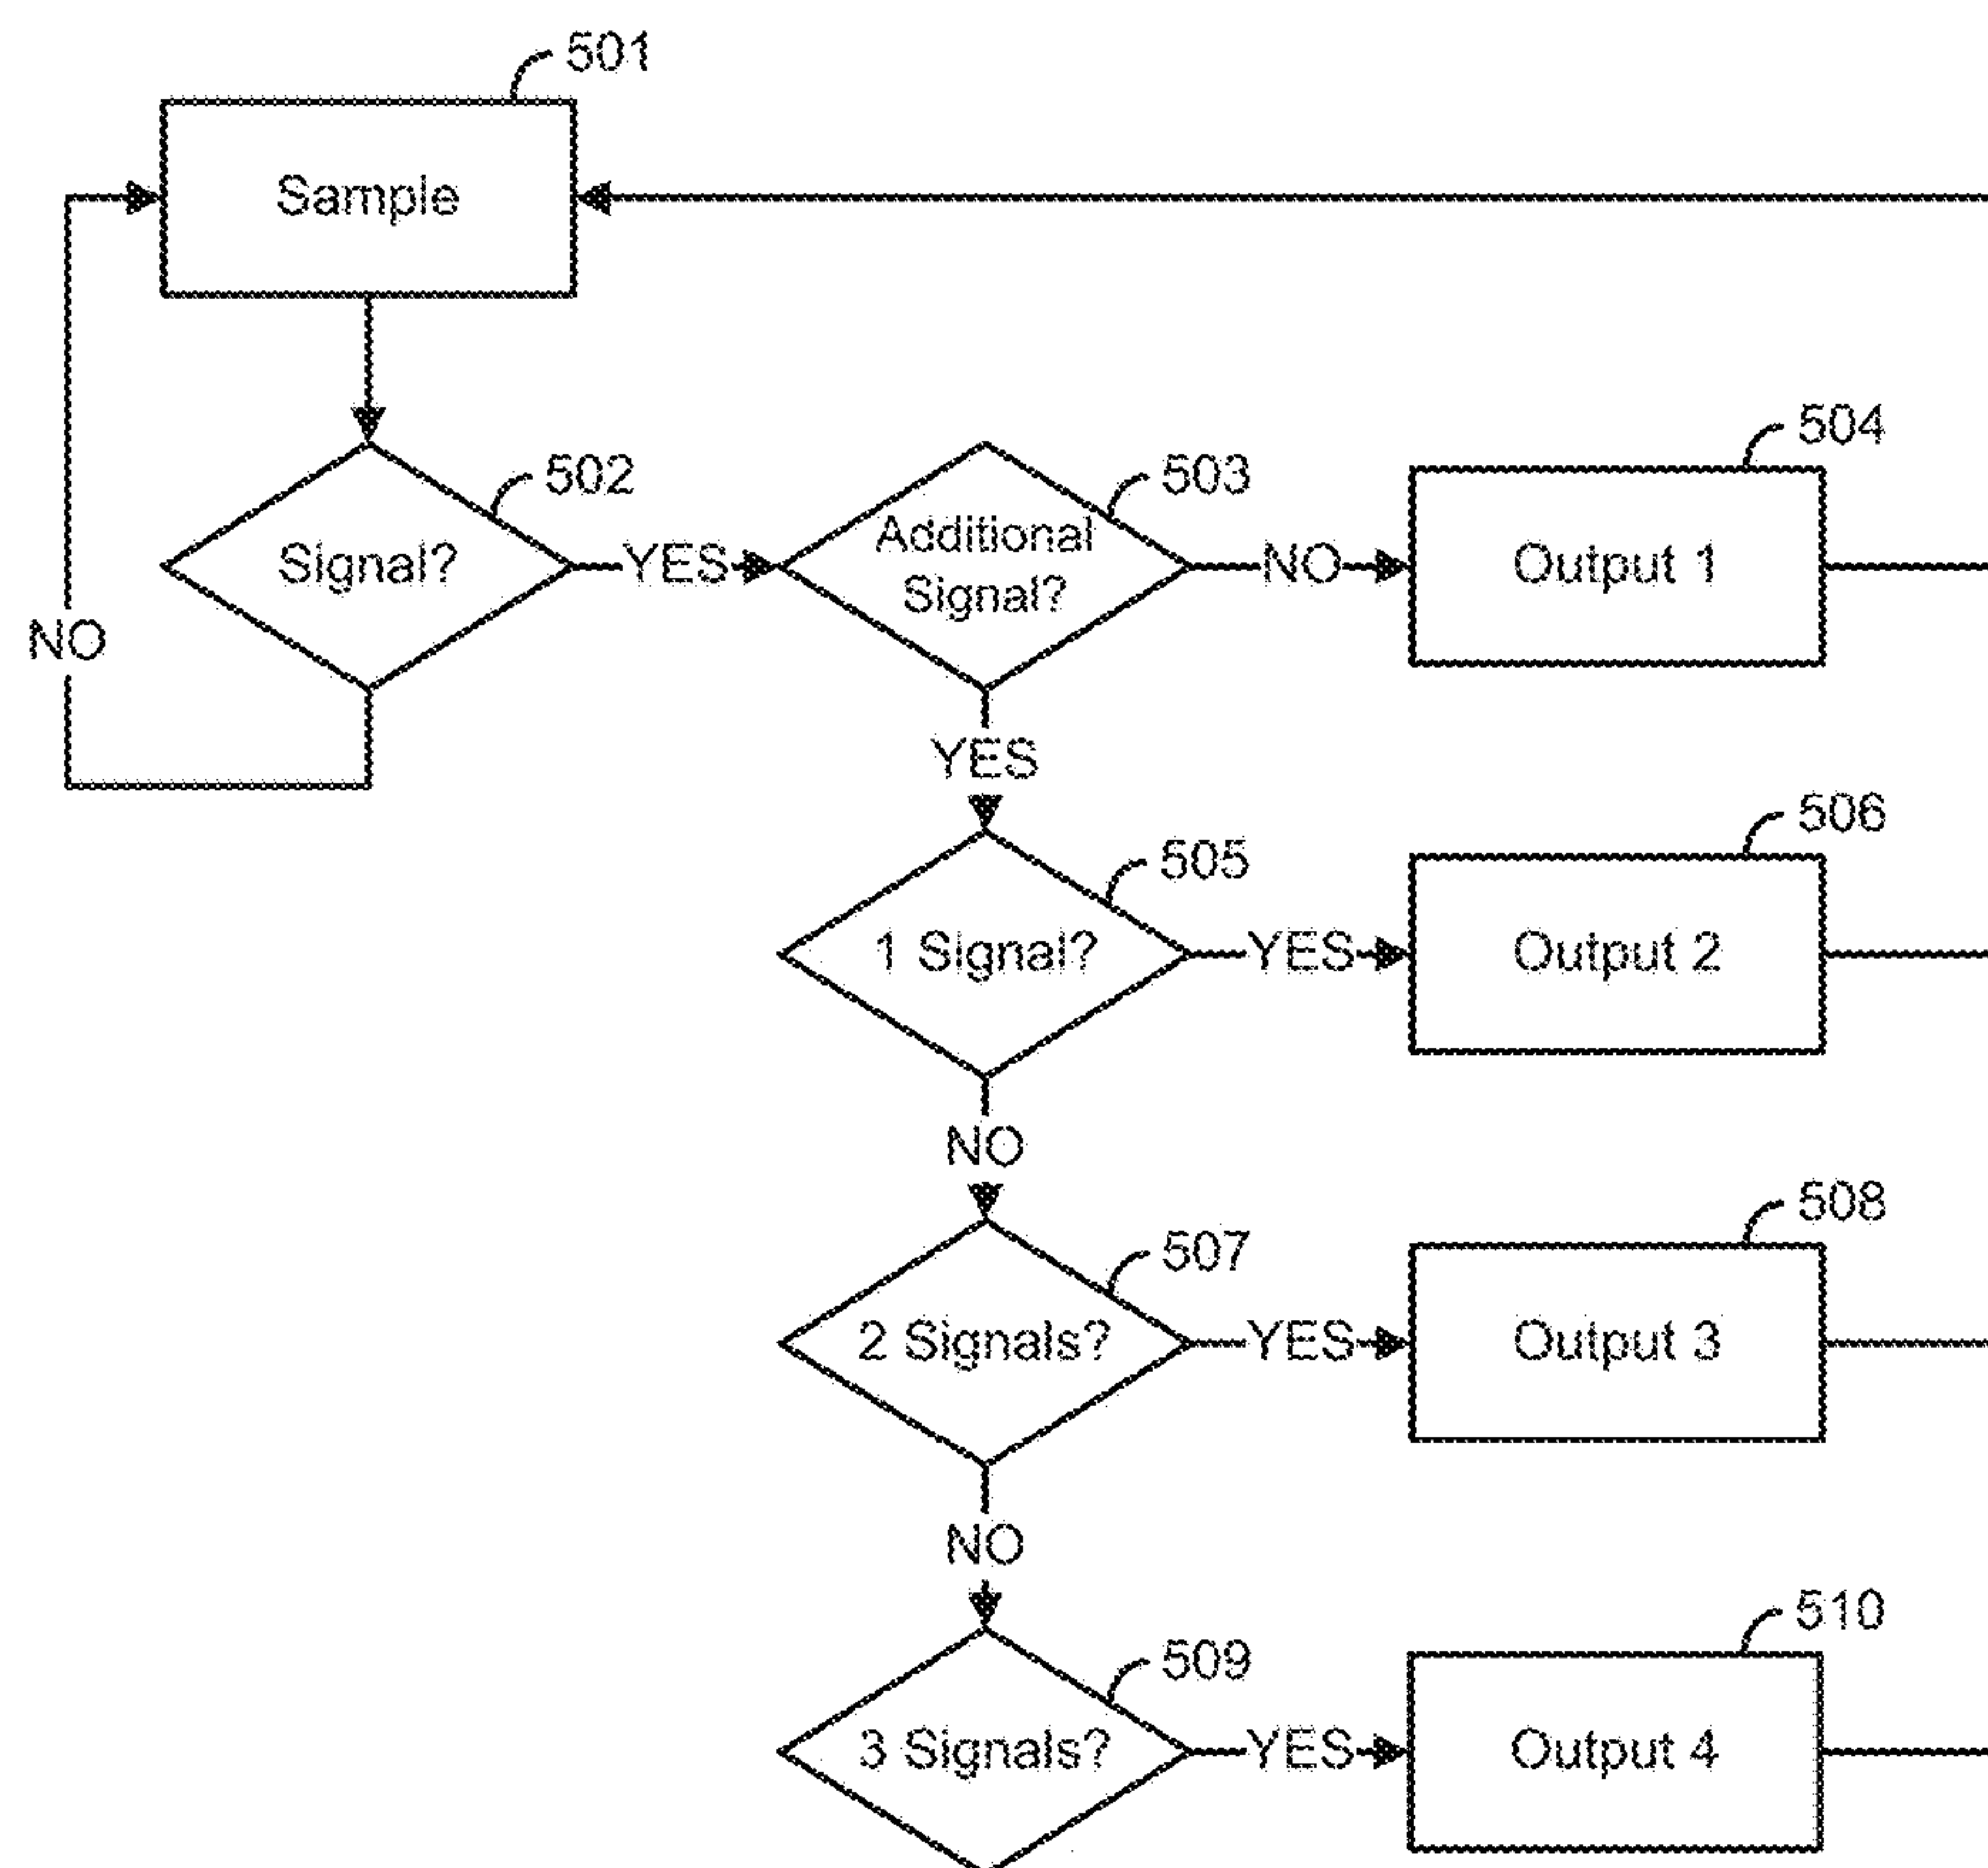 501
Sample
502
503
504
Signal?
YES
Additional
Signal?
NO
Output 1
NO
YES
505
506
1 Signal?
YES
Output 2
NO
507
508
2 Signals?
YES
Output 3
NO
509
510
3 Signals?
YES
Output 4